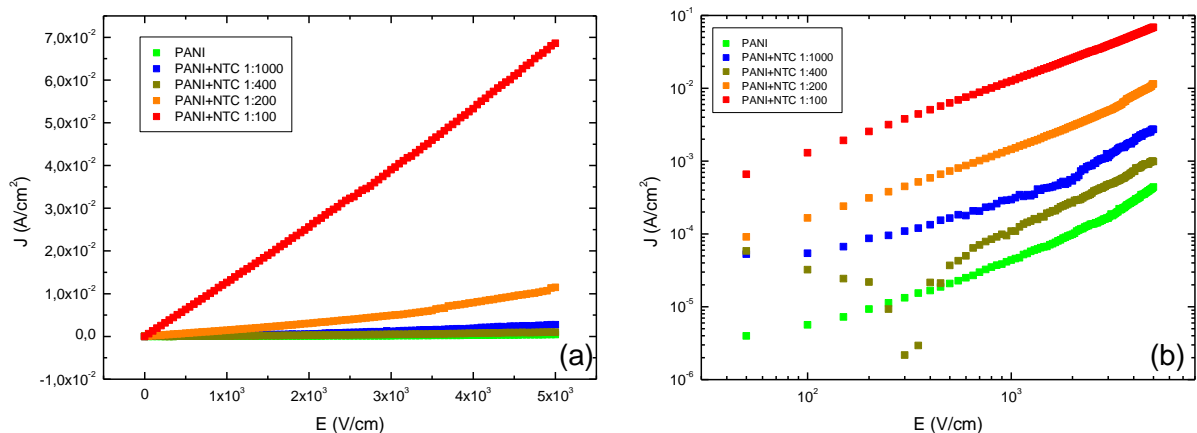 7,0x10⁻²
6,0x10⁻²
5,0x10⁻²
4,0x10⁻²
3,0x10⁻²
2,0x10⁻²
1,0x10⁻²
0,0
-1,0x10⁻²
J (A/cm²)
PANI
PANI+NTC 1:1000
PANI+NTC 1:400
PANI+NTC 1:200
PANI+NTC 1:100
(a)
0 1x10³ 2x10³ 3x10³ 4x10³ 5x10³
E (V/cm)
10⁻¹
10⁻²
10⁻³
10⁻⁴
10⁻⁵
10⁻⁶
J (A/cm²)
PANI
PANI+NTC 1:1000
PANI+NTC 1:400
PANI+NTC 1:200
PANI+NTC 1:100
(b)
10² 10³
E (V/cm)